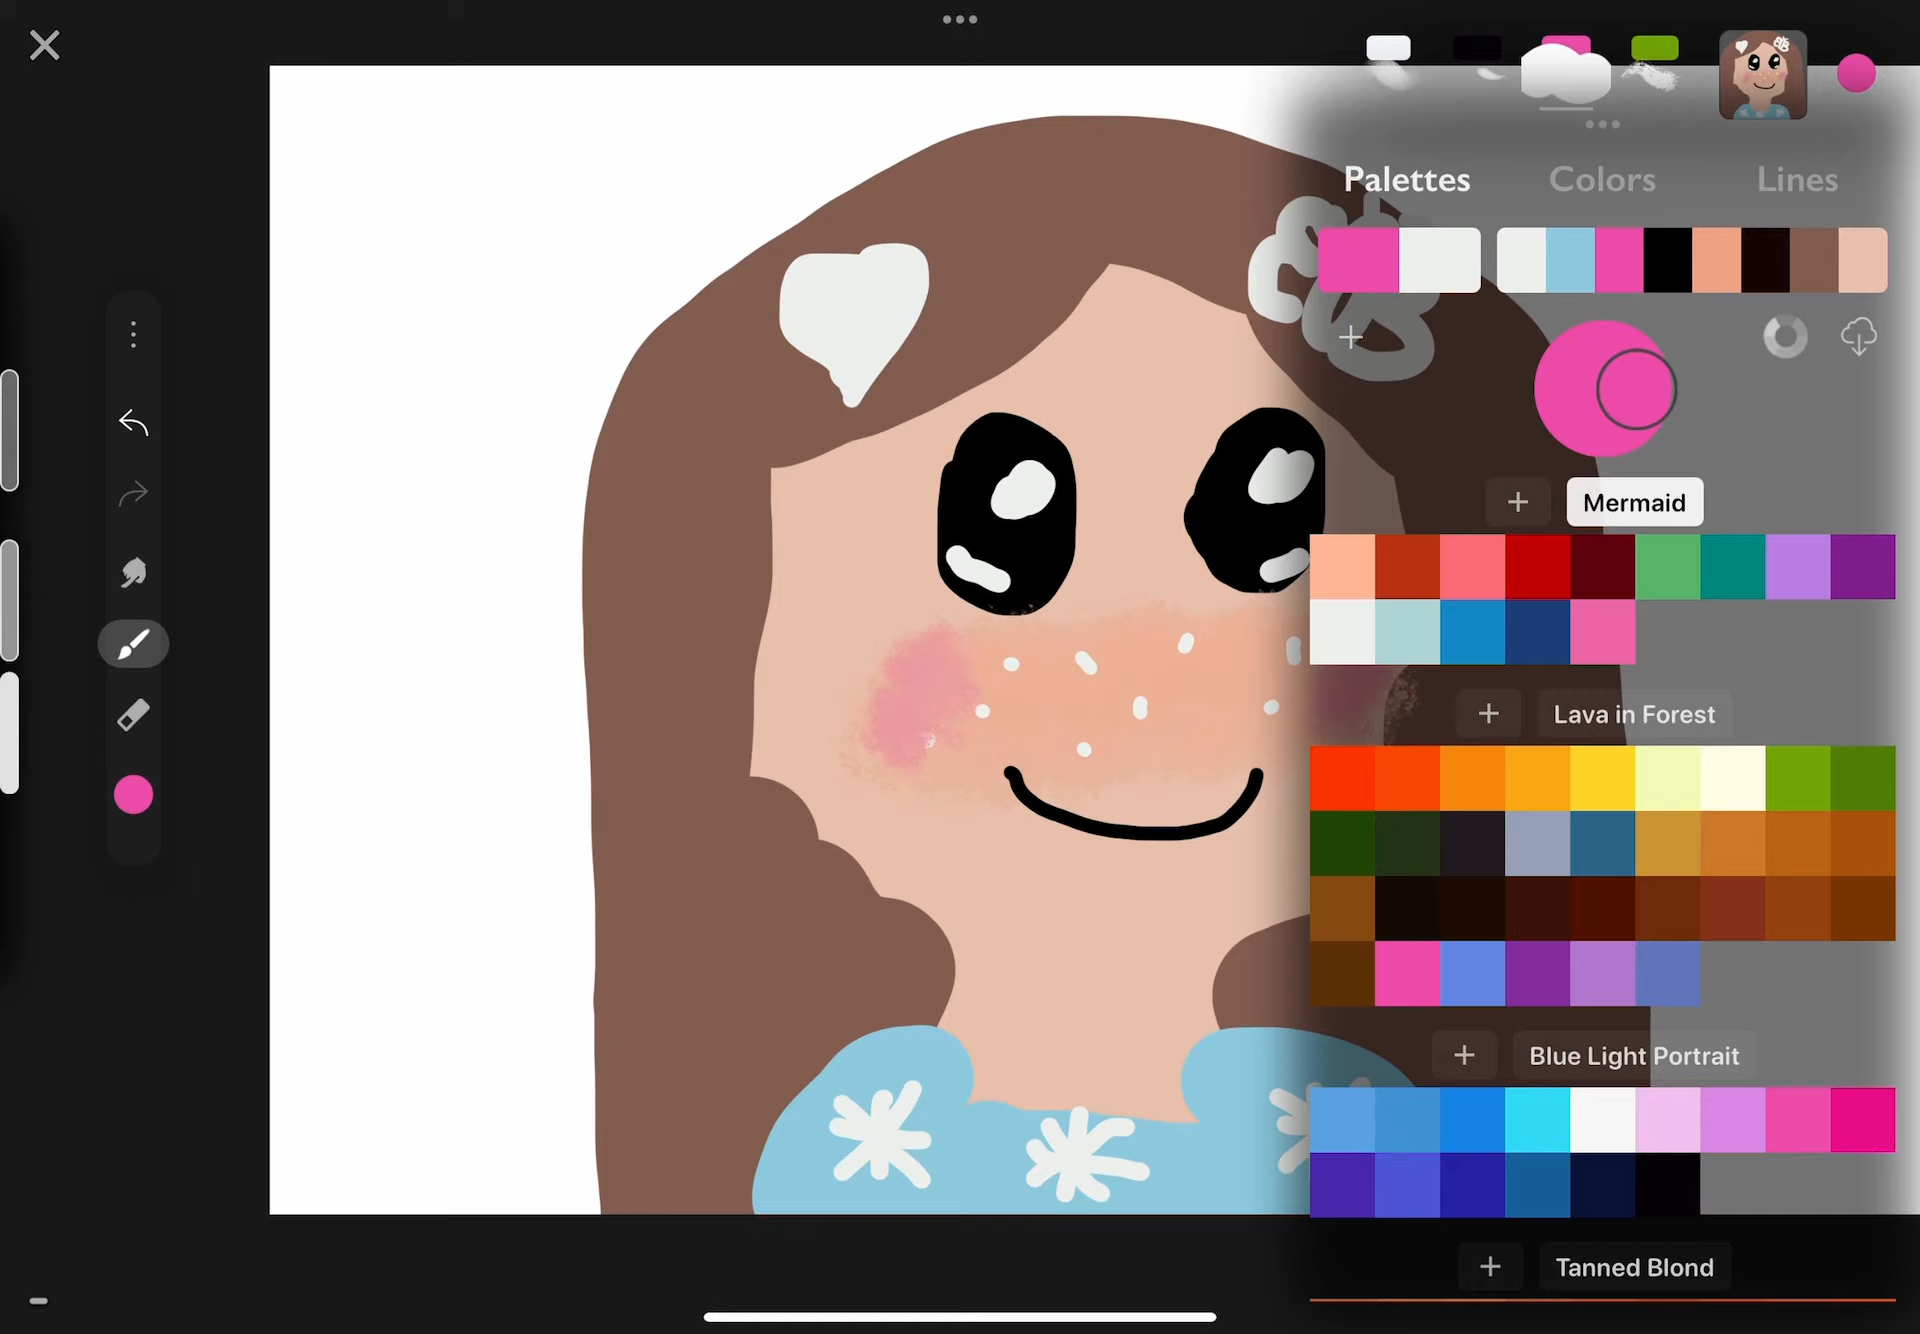 Palettes Colors Lines
Mermaid
Lava in Forest
Blue Light Portrait
Tanned Blond